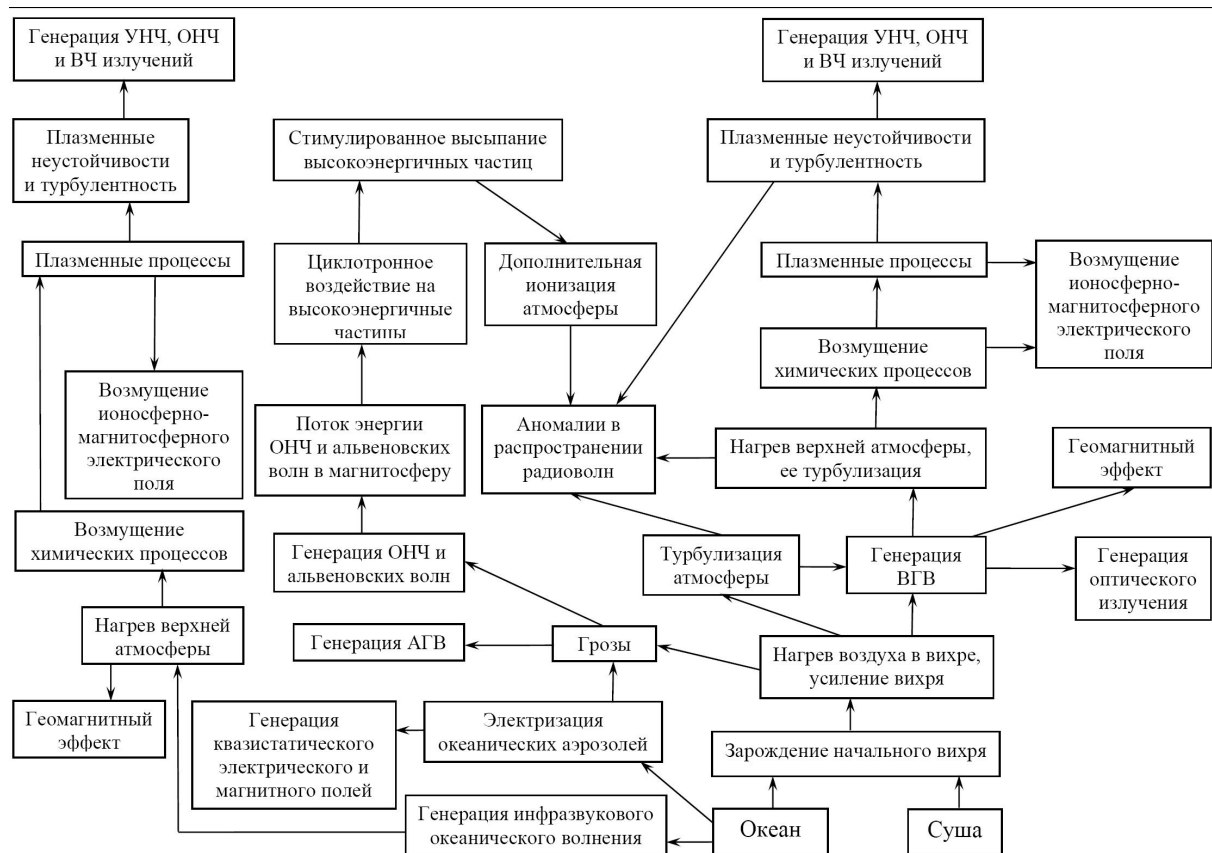 Генерация УНЧ, ОНЧ
и ВЧ излучений
Генерация УНЧ, ОНЧ
и ВЧ излучений
Плазменные
неустойчивости
и турбулентность
Стимулированное высыпание
высокоэнергичных частиц
Плазменные неустойчивости
и турбулентность
Плазменные процессы
Циклотронное
воздействие на
высокоэнергичные
частицы
Дополнительная
ионизация
атмосферы
Плазменные процессы
Возмущение
ионосферно-
магнитосферного
электрического
поля
Возмущение
химических процессов
Возмущение
ионосферно-
магнитосферного
электрического
поля
Поток энергии
ОНЧ и альвеновских
волн в магнитосферу
Аномалии в
распространении
радиоволн
Нагрев верхней атмосферы,
ее турбулизация
Геомагнитный
эффект
Возмущение
химических процессов
Генерация ОНЧ и
альвеновских волн
Турбулизация
атмосферы
Генерация
ВГВ
Генерация
оптического
излучения
Нагрев верхней
атмосферы
Генерация АГВ
Грозы
Нагрев воздуха в вихре,
усиление вихря
Геомагнитный
эффект
Генерация
квазистатического
электрического и
магнитного полей
Электризация
океанических аэрозолей
Зарождение начального вихря
Генерация инфразвукового
океанического волнения
Океан
Суша